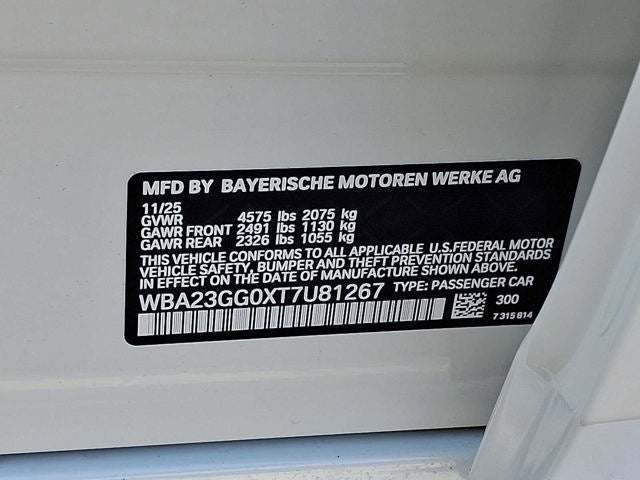 MFD BY BAYERISCHE MOTOREN WERKE AG
11/25
GVWR 4575 lbs 2075 kg
GAWR FRONT 2491 lbs 1130 kg
GAWR REAR 2326 lbs 1055 kg
THIS VEHICLE CONFORMS TO ALL APPLICABLE U.S.FEDERAL MOTOR
VEHICLE SAFETY, BUMPER, AND THEFT PREVENTION STANDARDS
IN EFFECT ON THE DATE OF MANUFACTURE SHOWN ABOVE.
WBA23GG0XT7U81267 TYPE: PASSENGER CAR
300
7 315 814